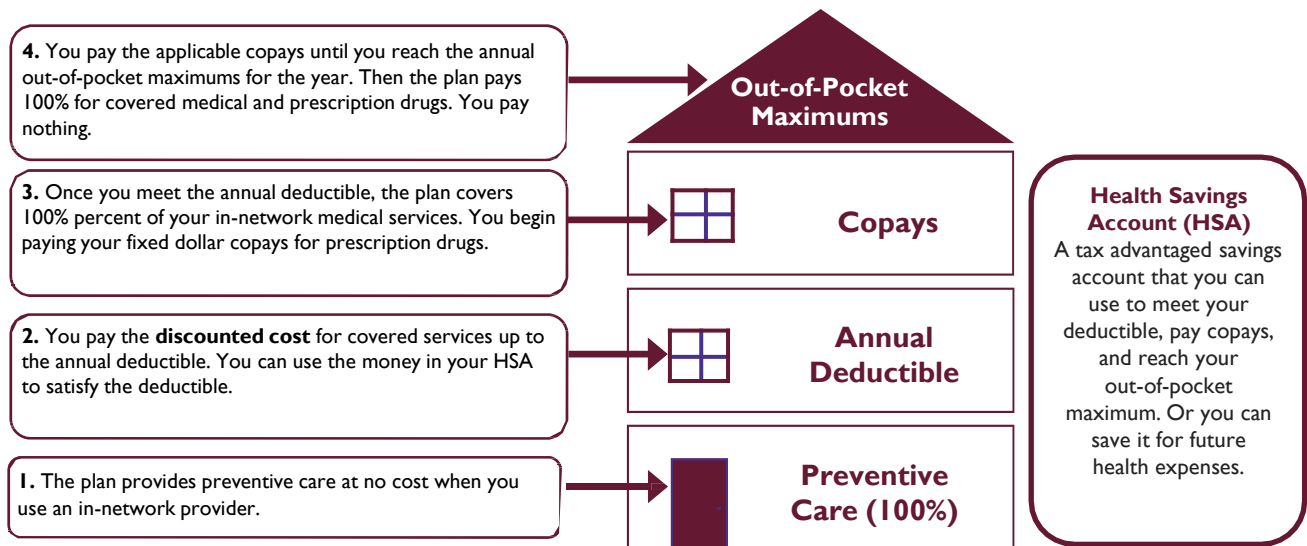 4. You pay the applicable copays until you reach the annual
out-of-pocket maximums for the year. Then the plan pays
100% for covered medical and prescription drugs. You pay
nothing.
Out-of-Pocket
Maximums
3. Once you meet the annual deductible, the plan covers
100% percent of your in-network medical services. You begin
paying your fixed dollar copays for prescription drugs.
Copays
2. You pay the discounted cost for covered services up to
the annual deductible. You can use the money in your HSA
to satisfy the deductible.
Annual
Deductible
1. The plan provides preventive care at no cost when you
use an in-network provider.
Preventive
Care (100%)
Health Savings
Account (HSA)
A tax advantaged savings
account that you can
use to meet your
deductible, pay copays,
and reach your
out-of-pocket
maximum. Or you can
save it for future
health expenses.